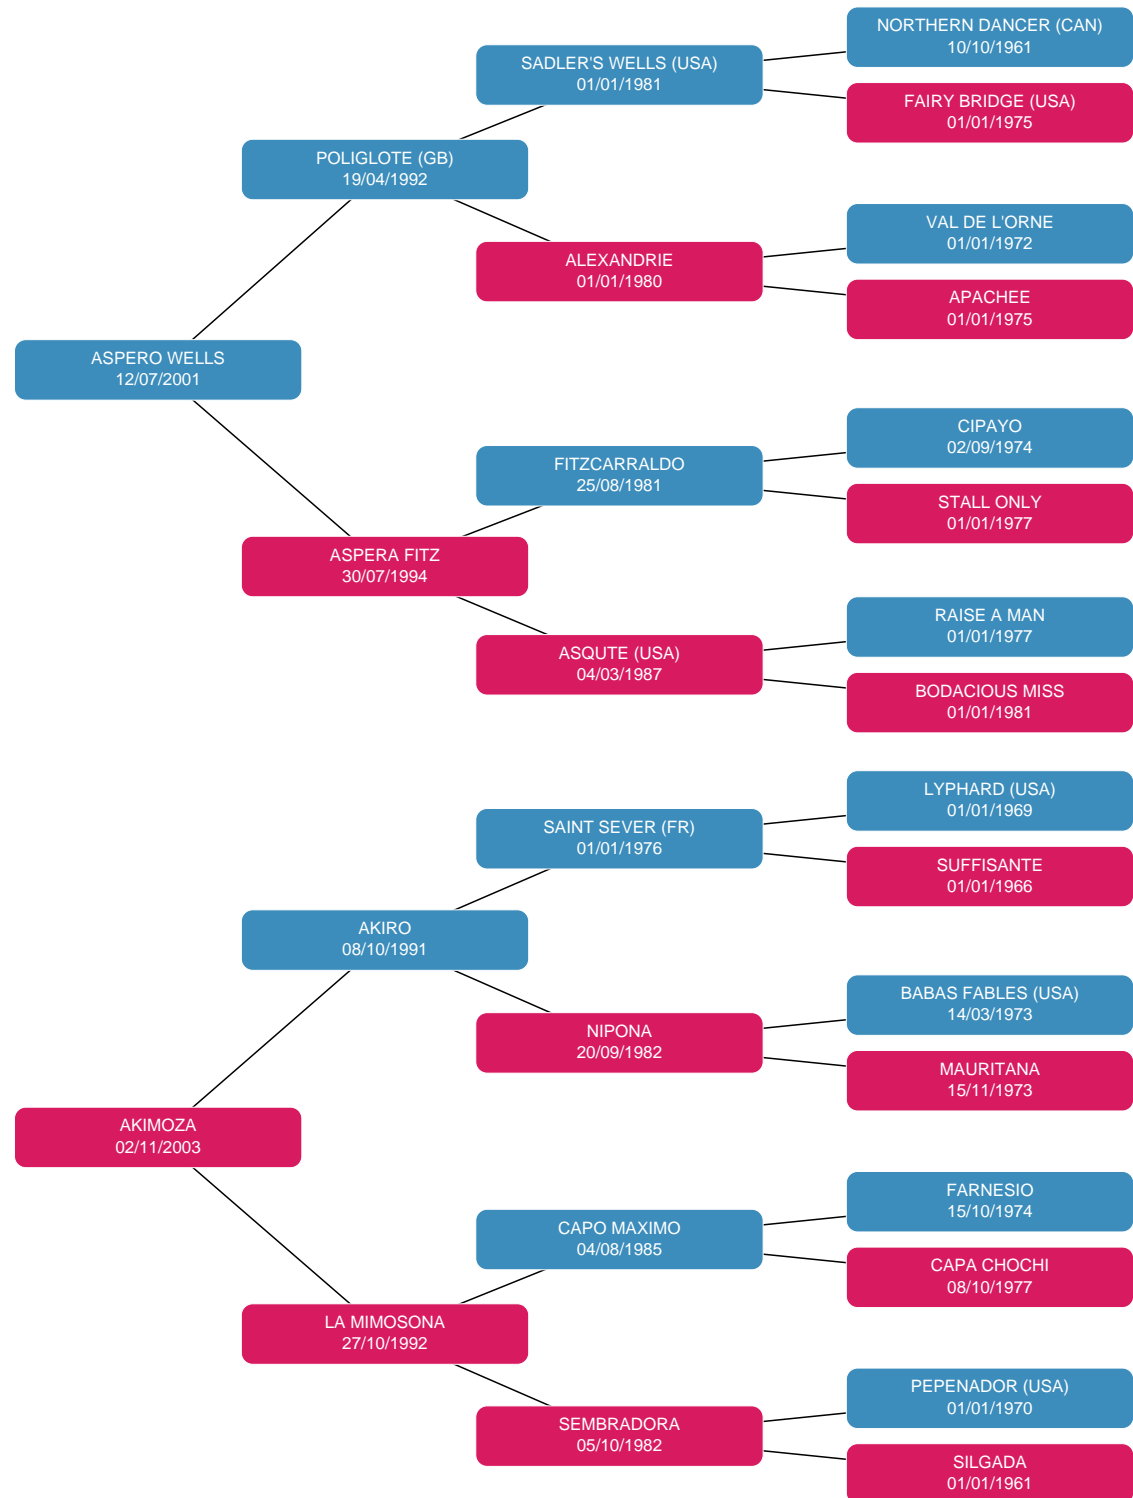 NORTHERN DANCER (CAN)
10/10/1961
SADLER'S WELLS (USA)
01/01/1981
FAIRY BRIDGE (USA)
01/01/1975
POLIGLOTE (GB)
19/04/1992
VAL DE L'ORNE
01/01/1972
ALEXANDRIE
01/01/1980
APACHEE
01/01/1975
ASPERO WELLS
12/07/2001
CIPAYO
02/09/1974
FITZCARRALDO
25/08/1981
STALL ONLY
01/01/1977
ASPERA FITZ
30/07/1994
RAISE A MAN
01/01/1977
ASQUTE (USA)
04/03/1987
BODACIOUS MISS
01/01/1981
LYPHARD (USA)
01/01/1969
SAINT SEVER (FR)
01/01/1976
SUFFISANTE
01/01/1966
AKIRO
08/10/1991
BABAS FABLES (USA)
14/03/1973
NIPONA
20/09/1982
MAURITANA
15/11/1973
AKIMOZA
02/11/2003
FARNESIO
15/10/1974
CAPO MAXIMO
04/08/1985
CAPA CHOCHI
08/10/1977
LA MIMOSONA
27/10/1992
PEPENADOR (USA)
01/01/1970
SEMBRADORA
05/10/1982
SILGADA
01/01/1961